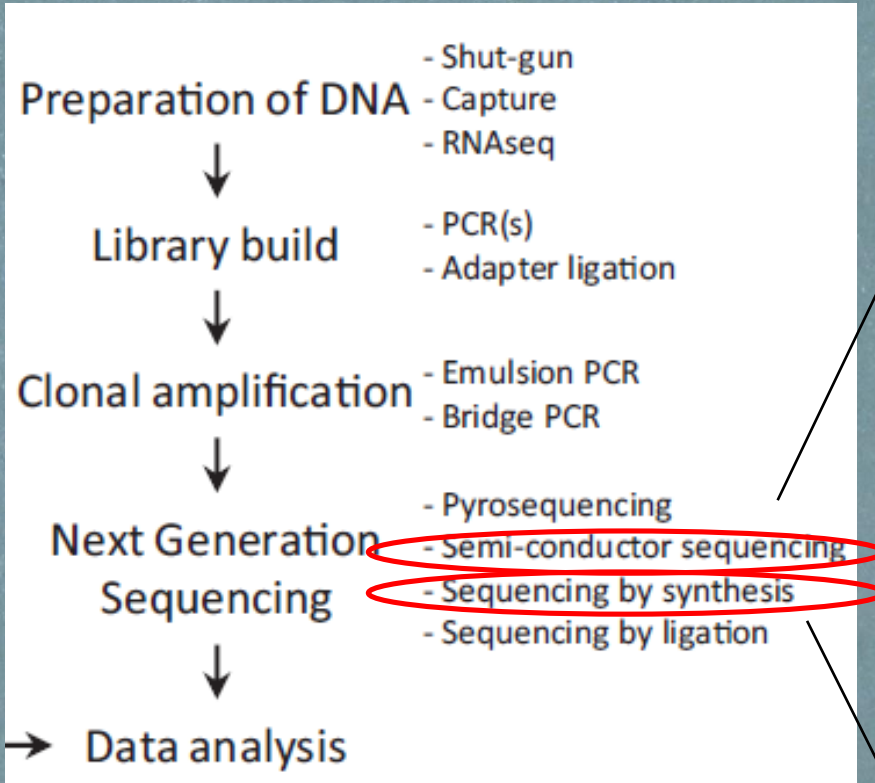 Preparation of DNA
- Shut-gun
- Capture
- RNAseq
Library build
- PCR(s)
- Adapter ligation
Clonal amplification
- Emulsion PCR
- Bridge PCR
Next Generation
Sequencing
- Pyrosequencing
- Semi-conductor sequencing
- Sequencing by synthesis
- Sequencing by ligation
Data analysis